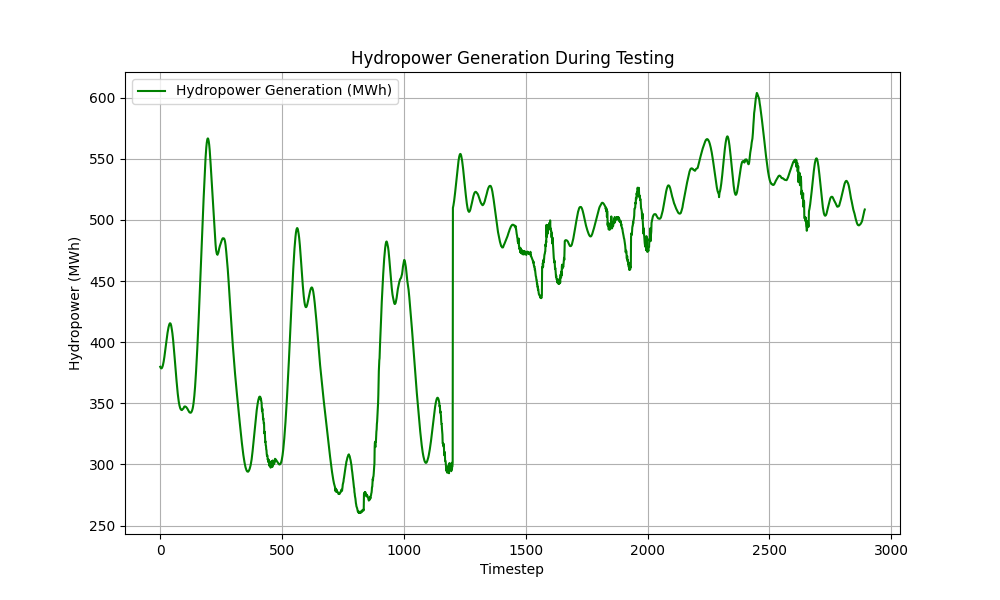 Hydropower Generation During Testing
Hydropower Generation (MWh)
Hydropower (MWh)
600
550
500
450
400
350
300
250
0 500 1000 1500 2000 2500 3000
Timestep